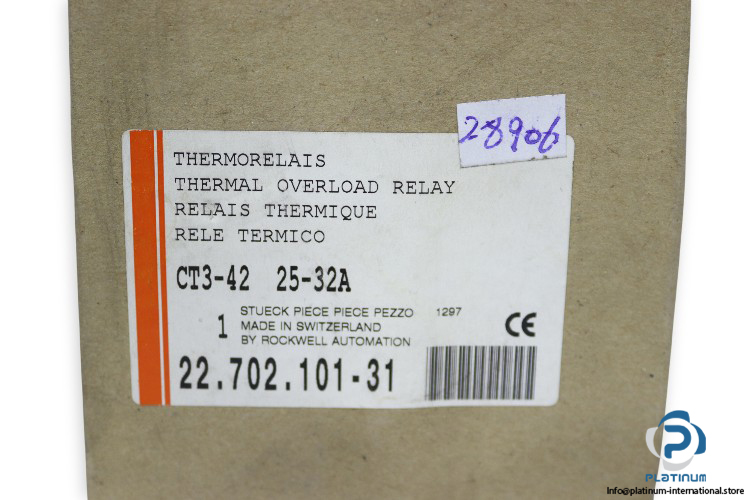 28906
THERMORELAIS
THERMAL OVERLOAD RELAY
RELAIS THERMIQUE
RELE TERMICO
CT3-42 25-32A
1
STUECK PIECE PIECE PEZZO 1297
MADE IN SWITZERLAND
BY ROCKWELL AUTOMATION
CE
22.702.101-31
PLATINUM
Info@platinum-international.store